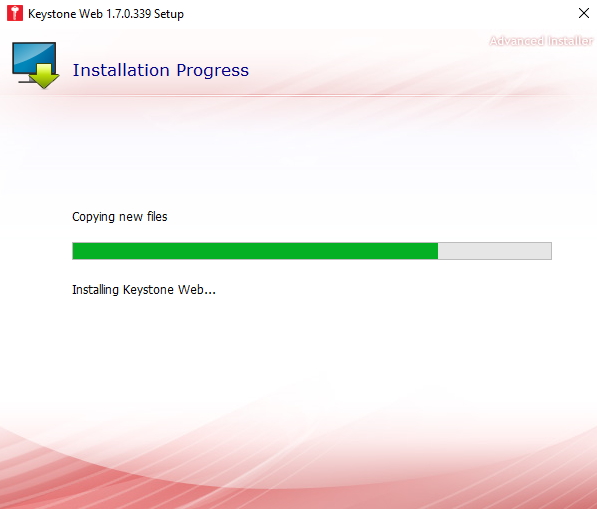 Keystone Web 1.7.0.339 Setup
Advanced Installer
Installation Progress
Copying new files
Installing Keystone Web...